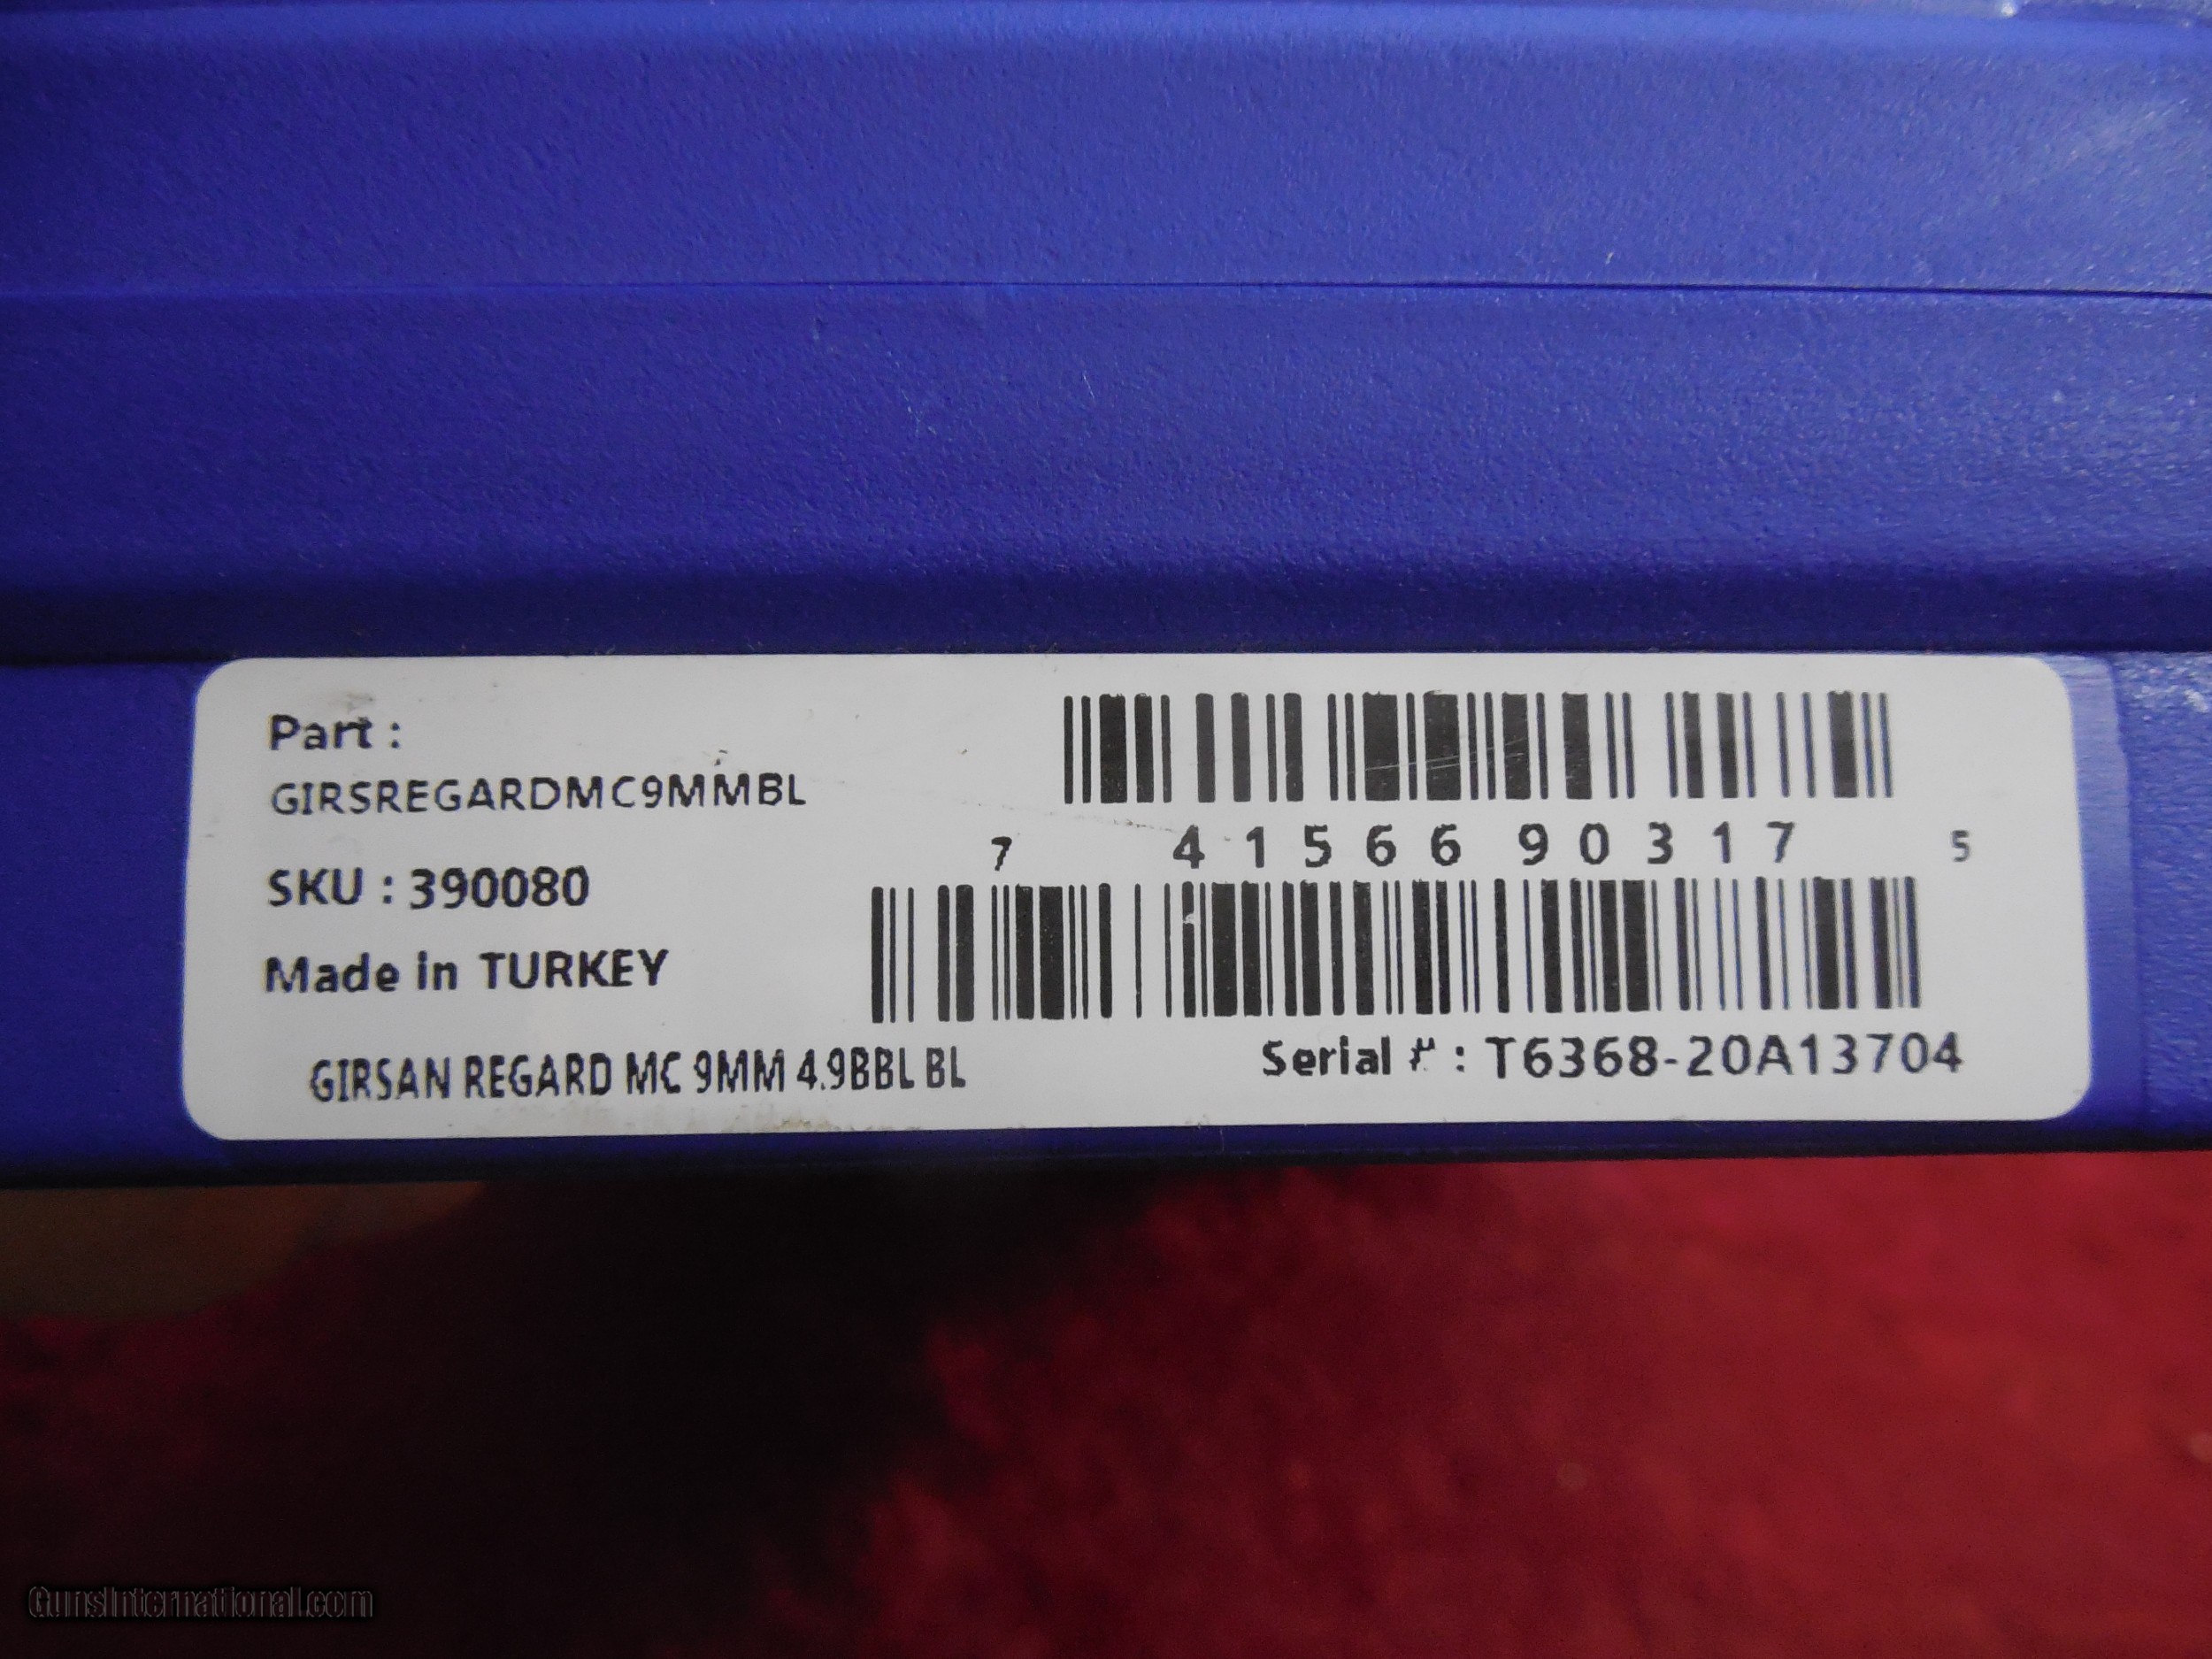 Part :
GIRSREGARDMC9MMBL
7 41566 90317 5
SKU : 390080
Made in TURKEY
GIRSAN REGARD MC 9MM 4.9BBL BL
Serial # : T6368-20A13704
GunsInternational.com